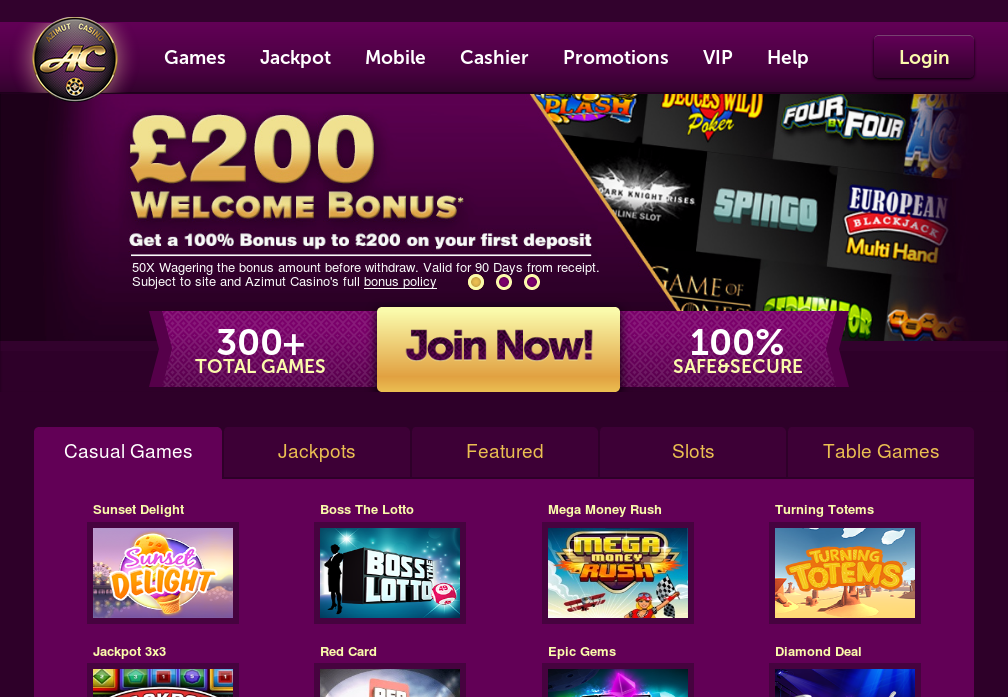 AZIMUT CASINO
AC
Games
Jackpot
Mobile
Cashier
Promotions
VIP
Help
Login
£200
WELCOME BONUS*
Get a 100% Bonus up to £200 on your first deposit
50X Wagering the bonus amount before withdraw. Valid for 90 Days from receipt.
Subject to site and Azimut Casino's full bonus policy
SPLASH
DEUCES WILD
Poker
FOUR
BY
FOUR
DARK KNIGHT RISES
ONLINE SLOT
SPINGO
EUROPEAN
BLACKJACK
Multi Hand
GAME OF
TERMINATOR
300+
TOTAL GAMES
Join Now!
100%
SAFE&SECURE
Casual Games
Jackpots
Featured
Slots
Table Games
Sunset Delight
Boss The Lotto
Mega Money Rush
Turning Totems
Sunset
DELIGHT
BOSS
THE
LOTTO
49
MEGA
MONEY
RUSH
TURNING
TOTEMS
Jackpot 3x3
Red Card
Epic Gems
Diamond Deal